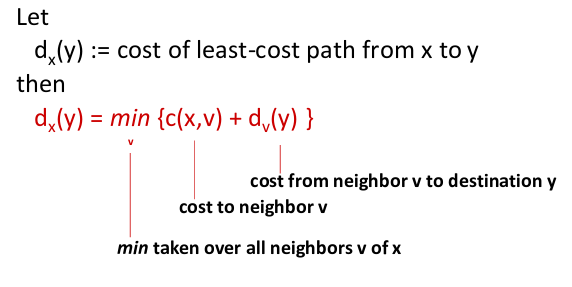 Let
dₓ(y) := cost of least-cost path from x to y
then
dₓ(y) = min {c(x,v) + dᵥ(y) }
v
cost from neighbor v to destination y
cost to neighbor v
min taken over all neighbors v of x